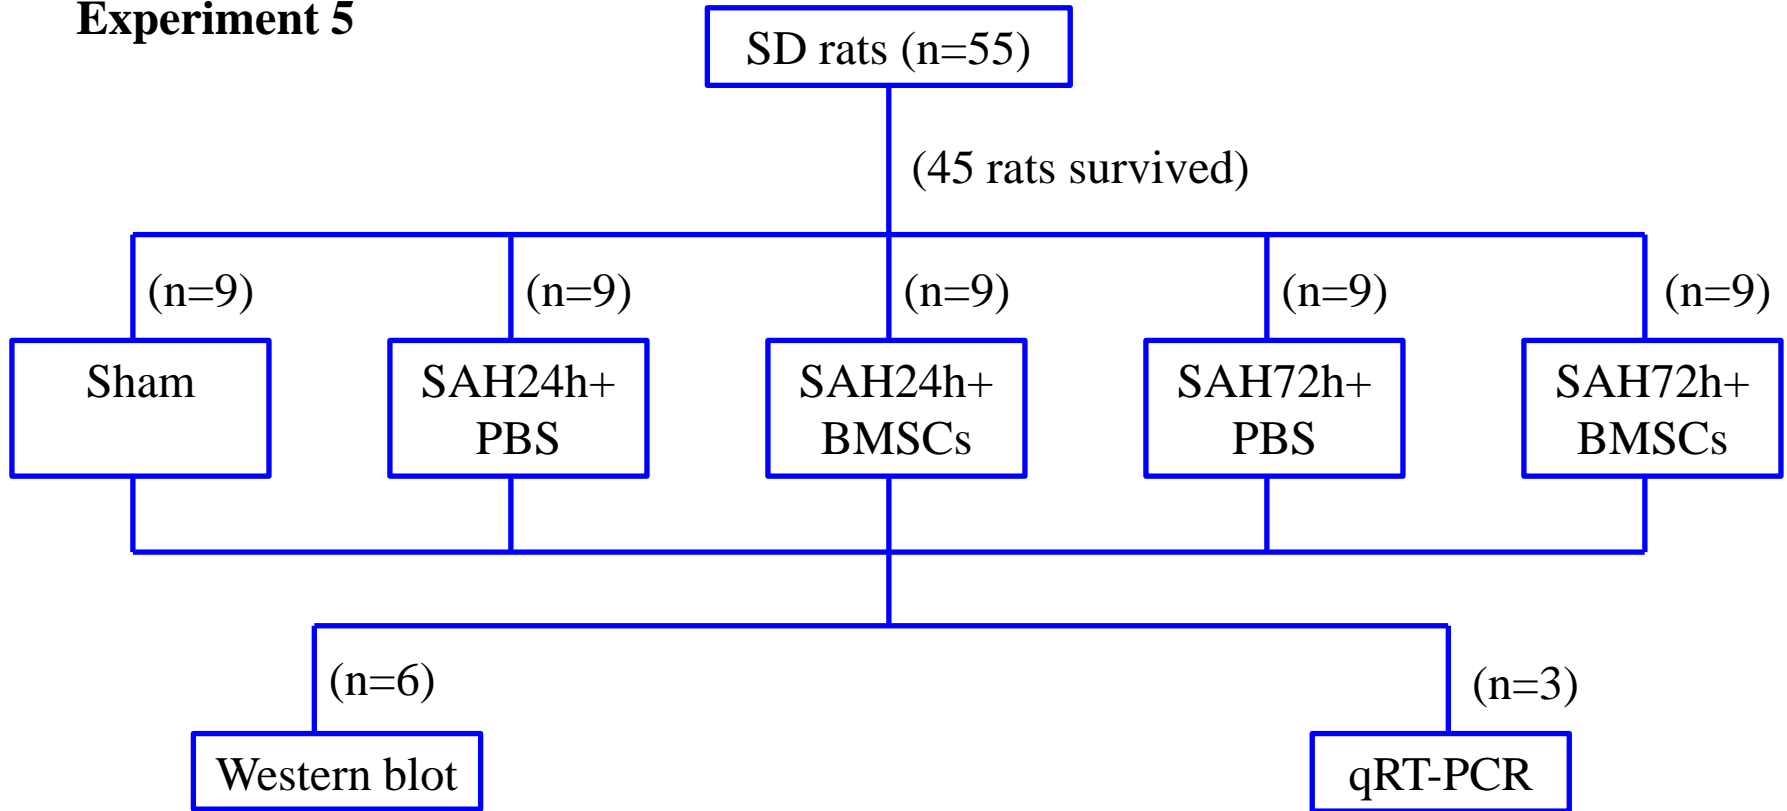 Experiment 5
SD rats (n=55)
(45 rats survived)
(n=9)
(n=9)
(n=9)
(n=9)
(n=9)
Sham
SAH24h+
PBS
SAH24h+
BMSCs
SAH72h+
PBS
SAH72h+
BMSCs
(n=6)
(n=3)
Western blot
qRT-PCR